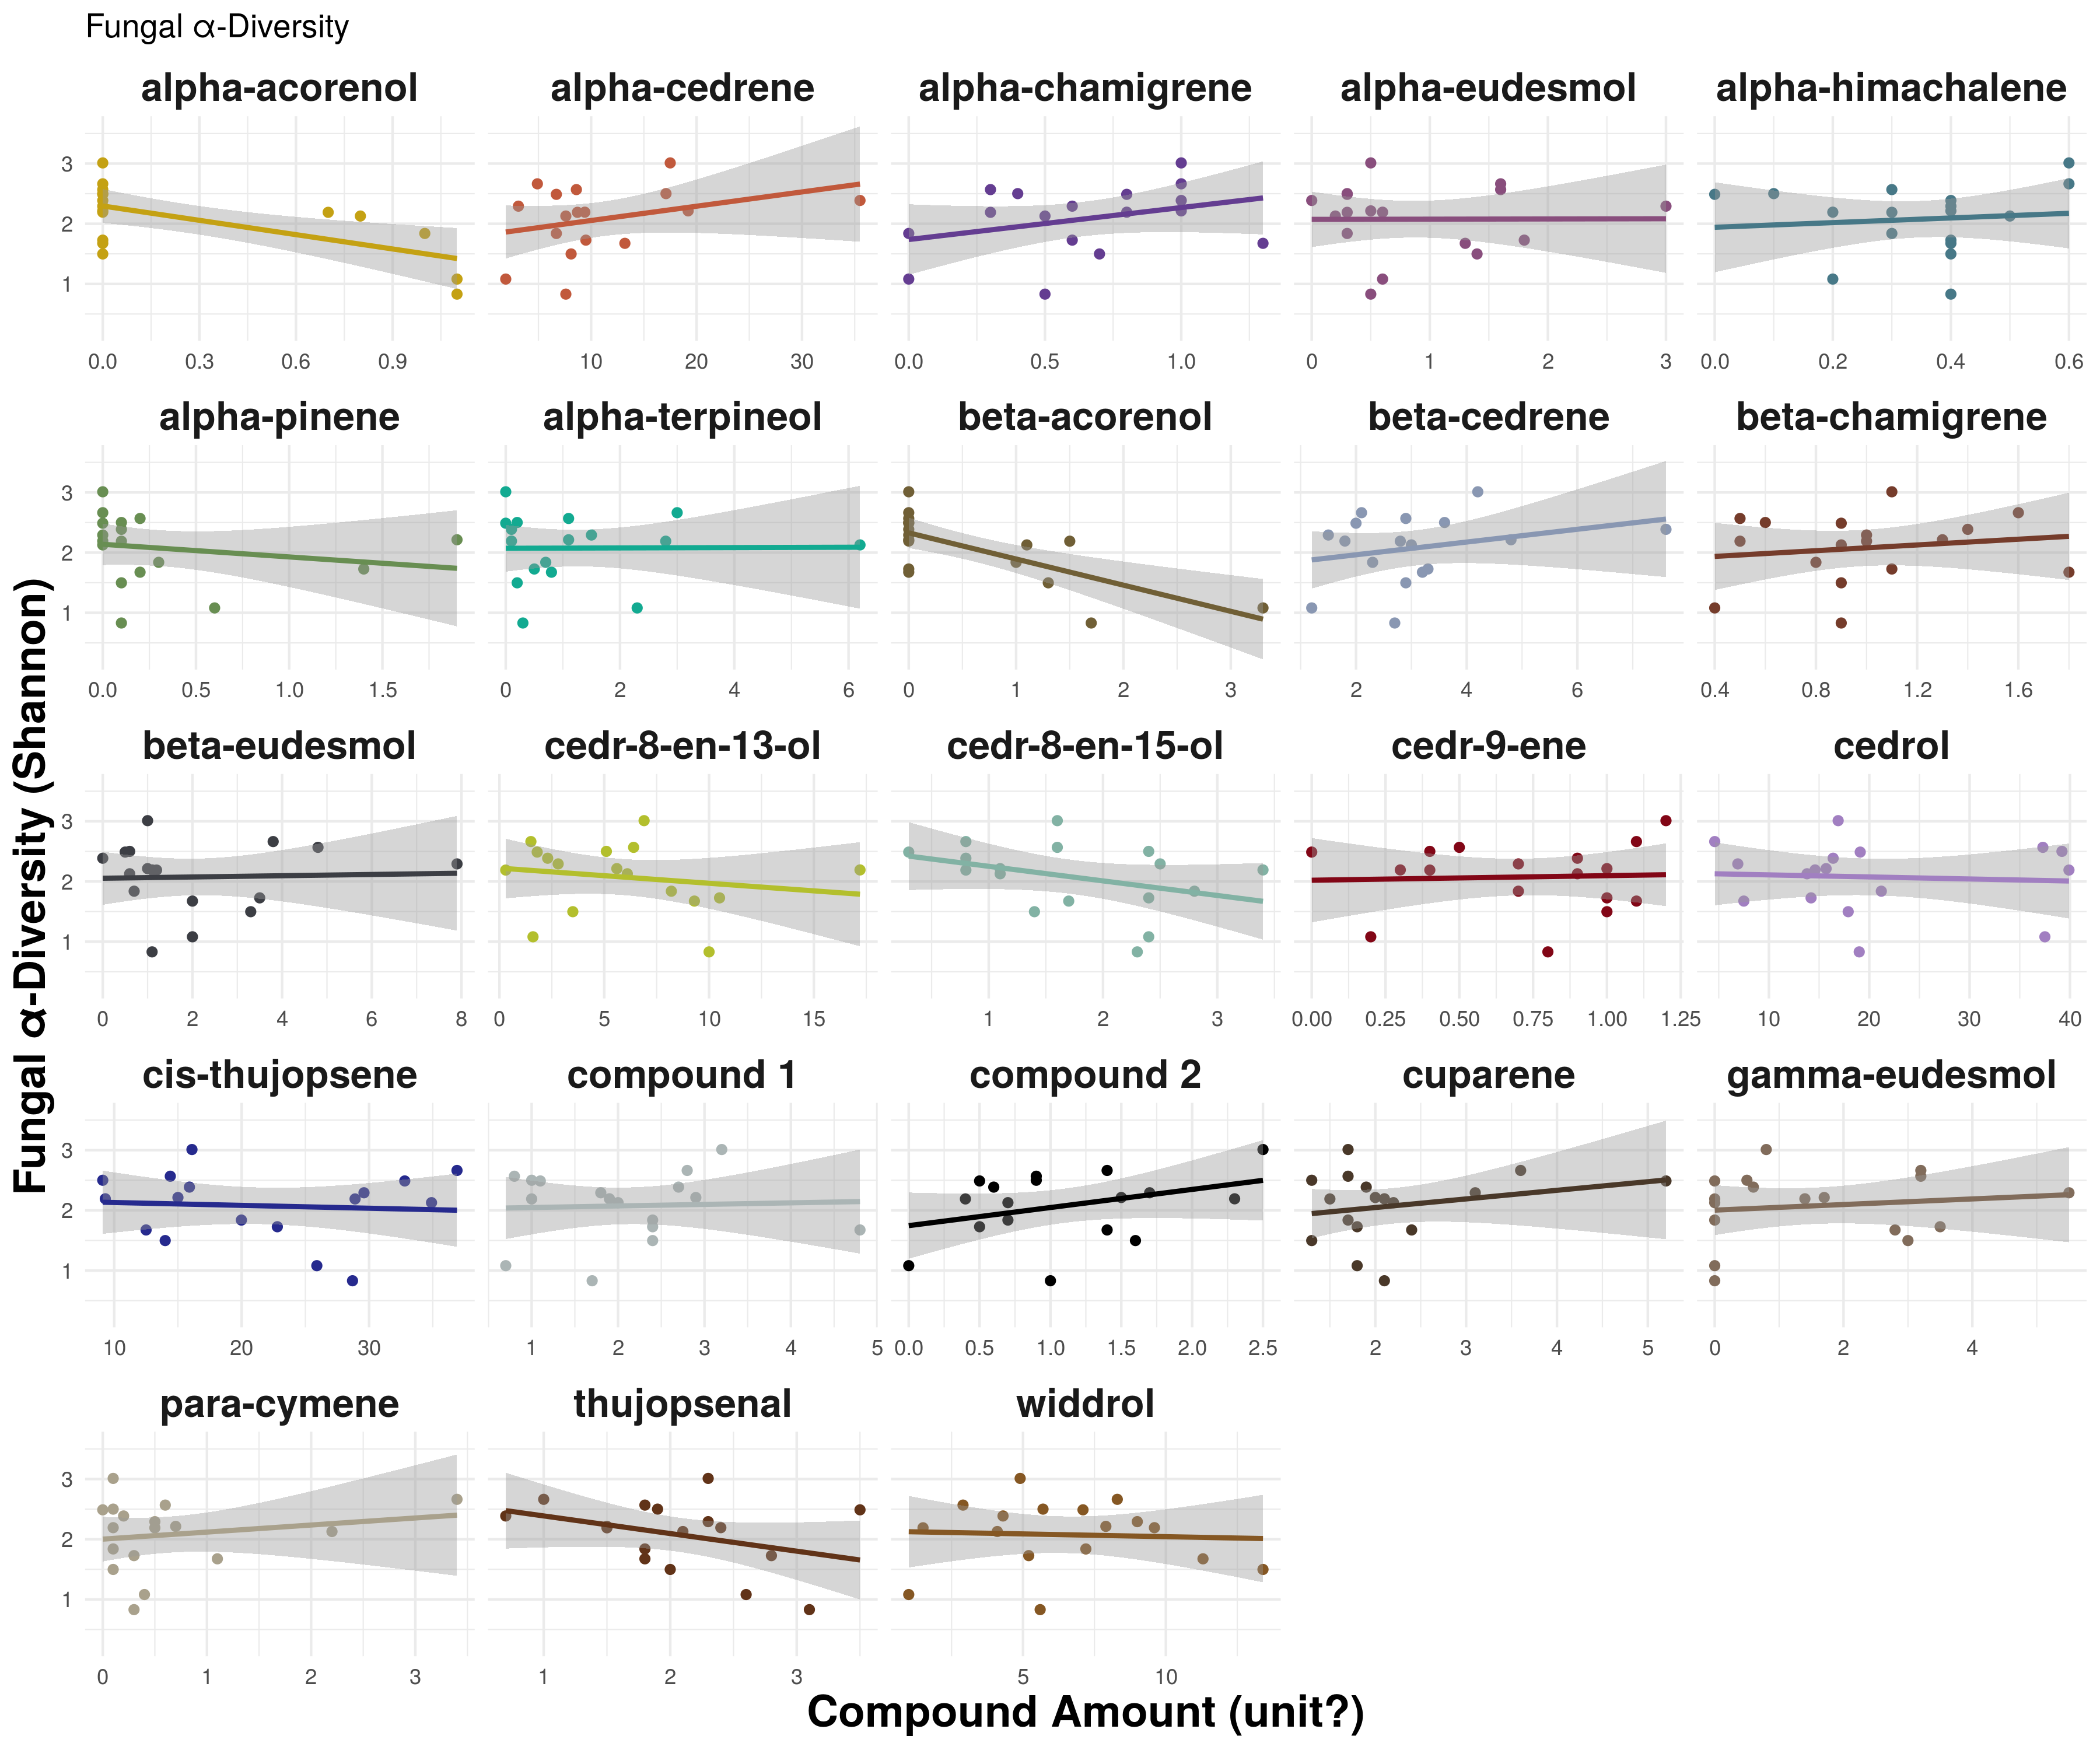 Fungal α-Diversity
alpha-acorenol alpha-cedrene alpha-chamigrene alpha-eudesmol alpha-himachalene
3
2
1
0.0 0.3 0.6 0.9 10 20 30 0.0 0.5 1.0 0 1 2 3 0.0 0.2 0.4 0.6
alpha-pinene alpha-terpineol beta-acorenol beta-cedrene beta-chamigrene
3
2
1
0.0 0.5 1.0 1.5 0 2 4 6 0 1 2 3 2 4 6 0.4 0.8 1.2 1.6
Fungal α-Diversity (Shannon)
beta-eudesmol cedr-8-en-13-ol cedr-8-en-15-ol cedr-9-ene cedrol
3
2
1
0 2 4 6 8 0 5 10 15 1 2 3 0.00 0.25 0.50 0.75 1.00 1.25 10 20 30 40
cis-thujopsene compound 1 compound 2 cuparene gamma-eudesmol
3
2
1
10 20 30 1 2 3 4 5 0.0 0.5 1.0 1.5 2.0 2.5 2 3 4 5 0 2 4
para-cymene thujopsenal widdrol
3
2
1
0 1 2 3 1 2 3 5 10
Compound Amount (unit?)